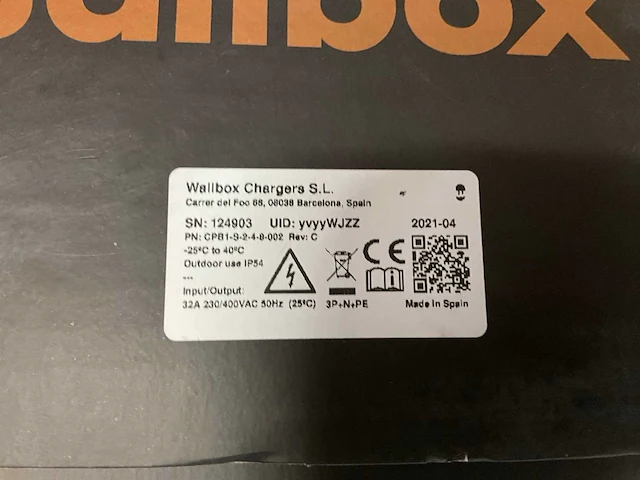 wallbox
Wallbox Chargers S.L.
Carrer del Foc 68, 08038 Barcelona, Spain
SN: 124903 UID: yvyyWJZZ 2021-04
PN: CPB1-S-2-4-8-002 Rev: C
-25ºC to 40ºC
Outdoor use IP54
---
CE
Input/Output:
32A 230/400VAC 50Hz (25ºC) 3P+N+PE Made in Spain